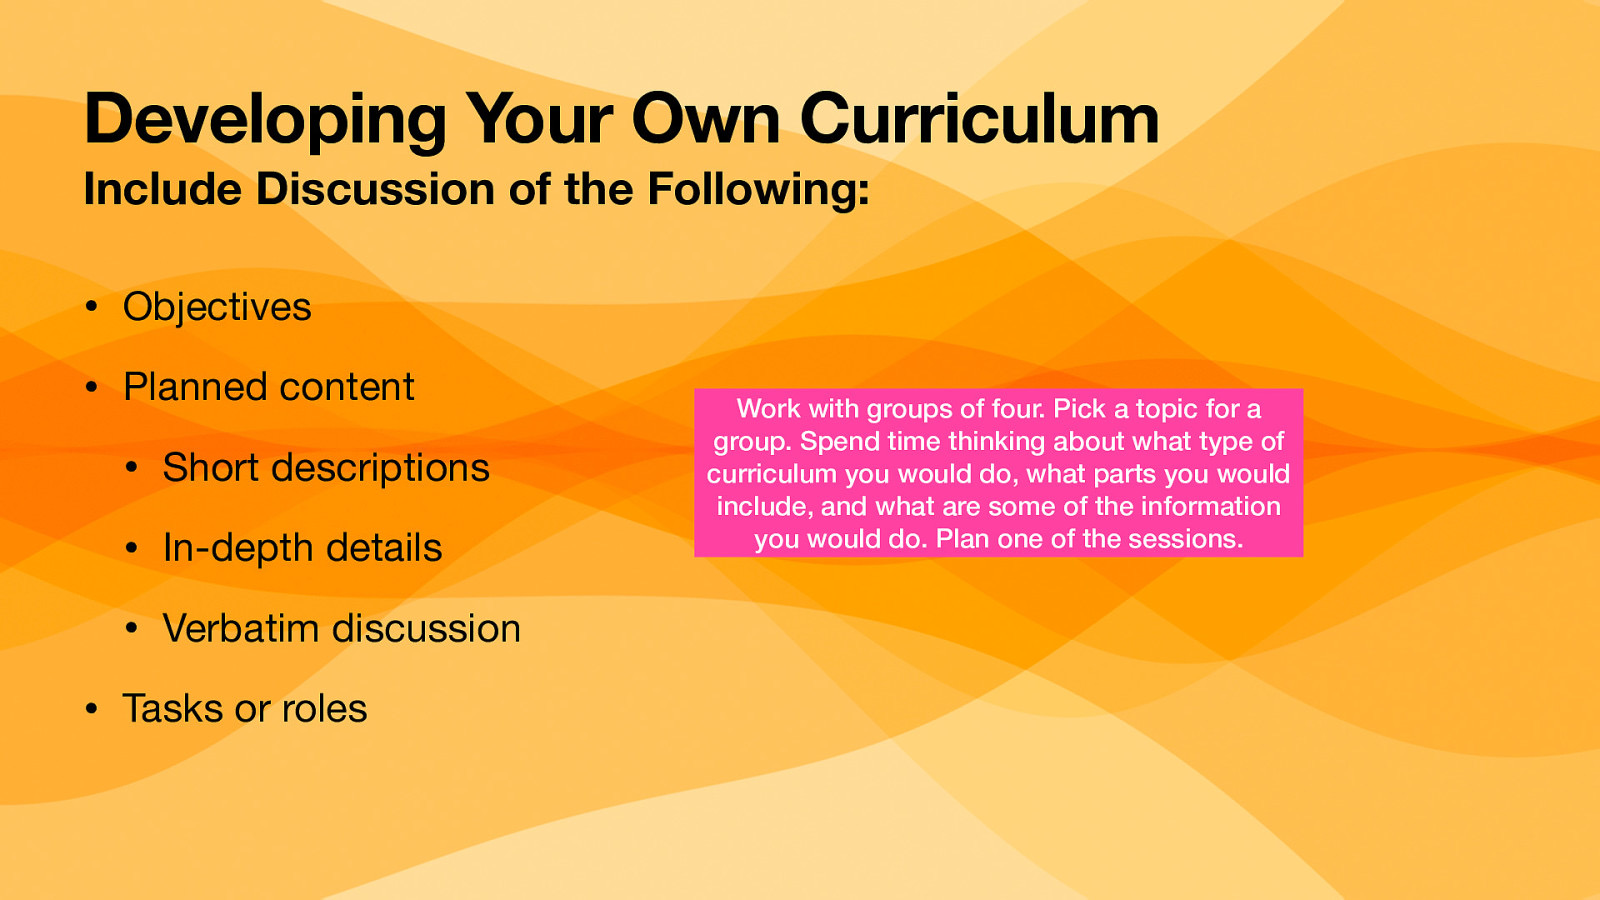 Developing Your Own Curriculum
Include Discussion of the Following:
• Objectives
• Planned content
• Short descriptions
• In-depth details
• Verbatim discussion
• Tasks or roles
Work with groups of four. Pick a topic for a
group. Spend time thinking about what type of
curriculum you would do, what parts you would
include, and what are some of the information
you would do. Plan one of the sessions.